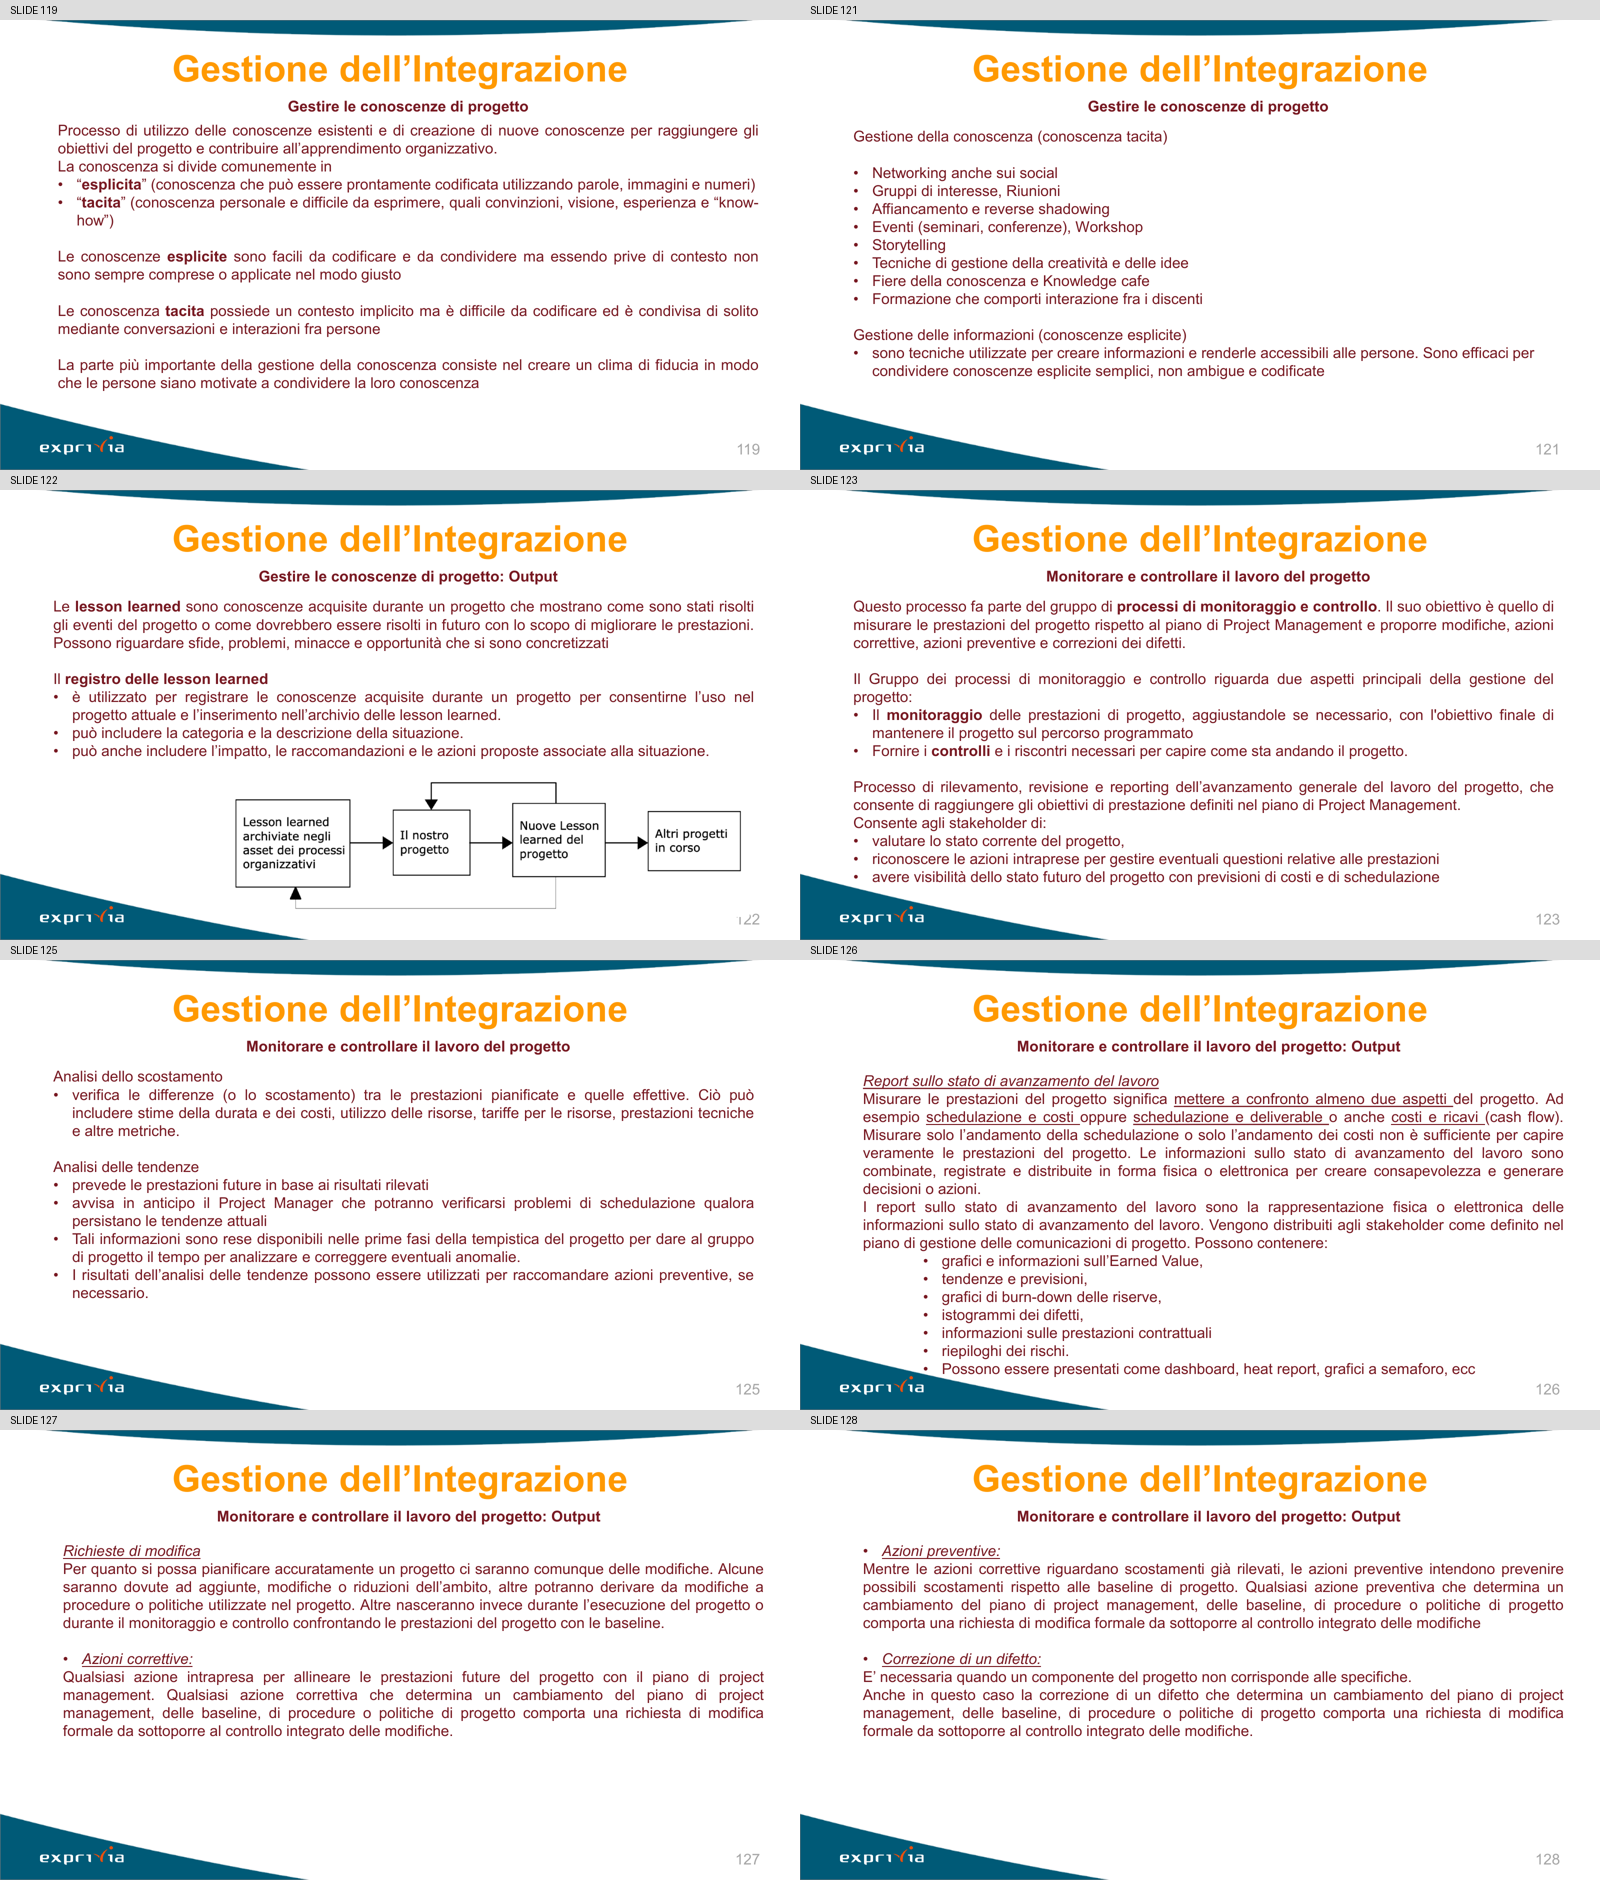 SLIDE 119
Gestione dell’Integrazione
Gestire le conoscenze di progetto
Processo di utilizzo delle conoscenze esistenti e di creazione di nuove conoscenze per raggiungere gli
obiettivi del progetto e contribuire all’apprendimento organizzativo.
La conoscenza si divide comunemente in
• “esplicita” (conoscenza che può essere prontamente codificata utilizzando parole, immagini e numeri)
• “tacita” (conoscenza personale e difficile da esprimere, quali convinzioni, visione, esperienza e “know-
how”)
Le conoscenze esplicite sono facili da codificare e da condividere ma essendo prive di contesto non
sono sempre comprese o applicate nel modo giusto
Le conoscenza tacita possiede un contesto implicito ma è difficile da codificare ed è condivisa di solito
mediante conversazioni e interazioni fra persone
La parte più importante della gestione della conoscenza consiste nel creare un clima di fiducia in modo
che le persone siano motivate a condividere la loro conoscenza
exprivia
119
SLIDE 121
Gestione dell’Integrazione
Gestire le conoscenze di progetto
Gestione della conoscenza (conoscenza tacita)
• Networking anche sui social
• Gruppi di interesse, Riunioni
• Affiancamento e reverse shadowing
• Eventi (seminari, conferenze), Workshop
• Storytelling
• Tecniche di gestione della creatività e delle idee
• Fiere della conoscenza e Knowledge cafe
• Formazione che comporti interazione fra i discenti
Gestione delle informazioni (conoscenze esplicite)
• sono tecniche utilizzate per creare informazioni e renderle accessibili alle persone. Sono efficaci per
condividere conoscenze esplicite semplici, non ambigue e codificate
exprivia
121
SLIDE 122
Gestione dell’Integrazione
Gestire le conoscenze di progetto: Output
Le lesson learned sono conoscenze acquisite durante un progetto che mostrano come sono stati risolti
gli eventi del progetto o come dovrebbero essere risolti in futuro con lo scopo di migliorare le prestazioni.
Possono riguardare sfide, problemi, minacce e opportunità che si sono concretizzati
Il registro delle lesson learned
• è utilizzato per registrare le conoscenze acquisite durante un progetto per consentirne l’uso nel
progetto attuale e l’inserimento nell’archivio delle lesson learned.
• può includere la categoria e la descrizione della situazione.
• può anche includere l’impatto, le raccomandazioni e le azioni proposte associate alla situazione.
Lesson learned
archiviate negli
asset dei processi
organizzativi
Il nostro
progetto
Nuove Lesson
learned del
progetto
Altri progetti
in corso
exprivia
122
SLIDE 123
Gestione dell’Integrazione
Monitorare e controllare il lavoro del progetto
Questo processo fa parte del gruppo di processi di monitoraggio e controllo. Il suo obiettivo è quello di
misurare le prestazioni del progetto rispetto al piano di Project Management e proporre modifiche, azioni
correttive, azioni preventive e correzioni dei difetti.
Il Gruppo dei processi di monitoraggio e controllo riguarda due aspetti principali della gestione del
progetto:
• Il monitoraggio delle prestazioni di progetto, aggiustandole se necessario, con l'obiettivo finale di
mantenere il progetto sul percorso programmato
• Fornire i controlli e i riscontri necessari per capire come sta andando il progetto.
Processo di rilevamento, revisione e reporting dell’avanzamento generale del lavoro del progetto, che
consente di raggiungere gli obiettivi di prestazione definiti nel piano di Project Management.
Consente agli stakeholder di:
• valutare lo stato corrente del progetto,
• riconoscere le azioni intraprese per gestire eventuali questioni relative alle prestazioni
• avere visibilità dello stato futuro del progetto con previsioni di costi e di schedulazione
exprivia
123
SLIDE 125
Gestione dell’Integrazione
Monitorare e controllare il lavoro del progetto
Analisi dello scostamento
• verifica le differenze (o lo scostamento) tra le prestazioni pianificate e quelle effettive. Ciò può
includere stime della durata e dei costi, utilizzo delle risorse, tariffe per le risorse, prestazioni tecniche
e altre metriche.
Analisi delle tendenze
• prevede le prestazioni future in base ai risultati rilevati
• avvisa in anticipo il Project Manager che potranno verificarsi problemi di schedulazione qualora
persistano le tendenze attuali
• Tali informazioni sono rese disponibili nelle prime fasi della tempistica del progetto per dare al gruppo
di progetto il tempo per analizzare e correggere eventuali anomalie.
• I risultati dell’analisi delle tendenze possono essere utilizzati per raccomandare azioni preventive, se
necessario.
exprivia
125
SLIDE 126
Gestione dell’Integrazione
Monitorare e controllare il lavoro del progetto: Output
Report sullo stato di avanzamento del lavoro
Misurare le prestazioni del progetto significa mettere a confronto almeno due aspetti del progetto. Ad
esempio schedulazione e costi oppure schedulazione e deliverable o anche costi e ricavi (cash flow).
Misurare solo l’andamento della schedulazione o solo l’andamento dei costi non è sufficiente per capire
veramente le prestazioni del progetto. Le informazioni sullo stato di avanzamento del lavoro sono
combinate, registrate e distribuite in forma fisica o elettronica per creare consapevolezza e generare
decisioni o azioni.
I report sullo stato di avanzamento del lavoro sono la rappresentazione fisica o elettronica delle
informazioni sullo stato di avanzamento del lavoro. Vengono distribuiti agli stakeholder come definito nel
piano di gestione delle comunicazioni di progetto. Possono contenere:
• grafici e informazioni sull’Earned Value,
• tendenze e previsioni,
• grafici di burn-down delle riserve,
• istogrammi dei difetti,
• informazioni sulle prestazioni contrattuali
• riepiloghi dei rischi.
• Possono essere presentati come dashboard, heat report, grafici a semaforo, ecc
exprivia
126
SLIDE 127
Gestione dell’Integrazione
Monitorare e controllare il lavoro del progetto: Output
Richieste di modifica
Per quanto si possa pianificare accuratamente un progetto ci saranno comunque delle modifiche. Alcune
saranno dovute ad aggiunte, modifiche o riduzioni dell’ambito, altre potranno derivare da modifiche a
procedure o politiche utilizzate nel progetto. Altre nasceranno invece durante l’esecuzione del progetto o
durante il monitoraggio e controllo confrontando le prestazioni del progetto con le baseline.
• Azioni correttive:
Qualsiasi azione intrapresa per allineare le prestazioni future del progetto con il piano di project
management. Qualsiasi azione correttiva che determina un cambiamento del piano di project
management, delle baseline, di procedure o politiche di progetto comporta una richiesta di modifica
formale da sottoporre al controllo integrato delle modifiche.
exprivia
127
SLIDE 128
Gestione dell’Integrazione
Monitorare e controllare il lavoro del progetto: Output
• Azioni preventive:
Mentre le azioni correttive riguardano scostamenti già rilevati, le azioni preventive intendono prevenire
possibili scostamenti rispetto alle baseline di progetto. Qualsiasi azione preventiva che determina un
cambiamento del piano di project management, delle baseline, di procedure o politiche di progetto
comporta una richiesta di modifica formale da sottoporre al controllo integrato delle modifiche
• Correzione di un difetto:
E’ necessaria quando un componente del progetto non corrisponde alle specifiche.
Anche in questo caso la correzione di un difetto che determina un cambiamento del piano di project
management, delle baseline, di procedure o politiche di progetto comporta una richiesta di modifica
formale da sottoporre al controllo integrato delle modifiche.
exprivia
128